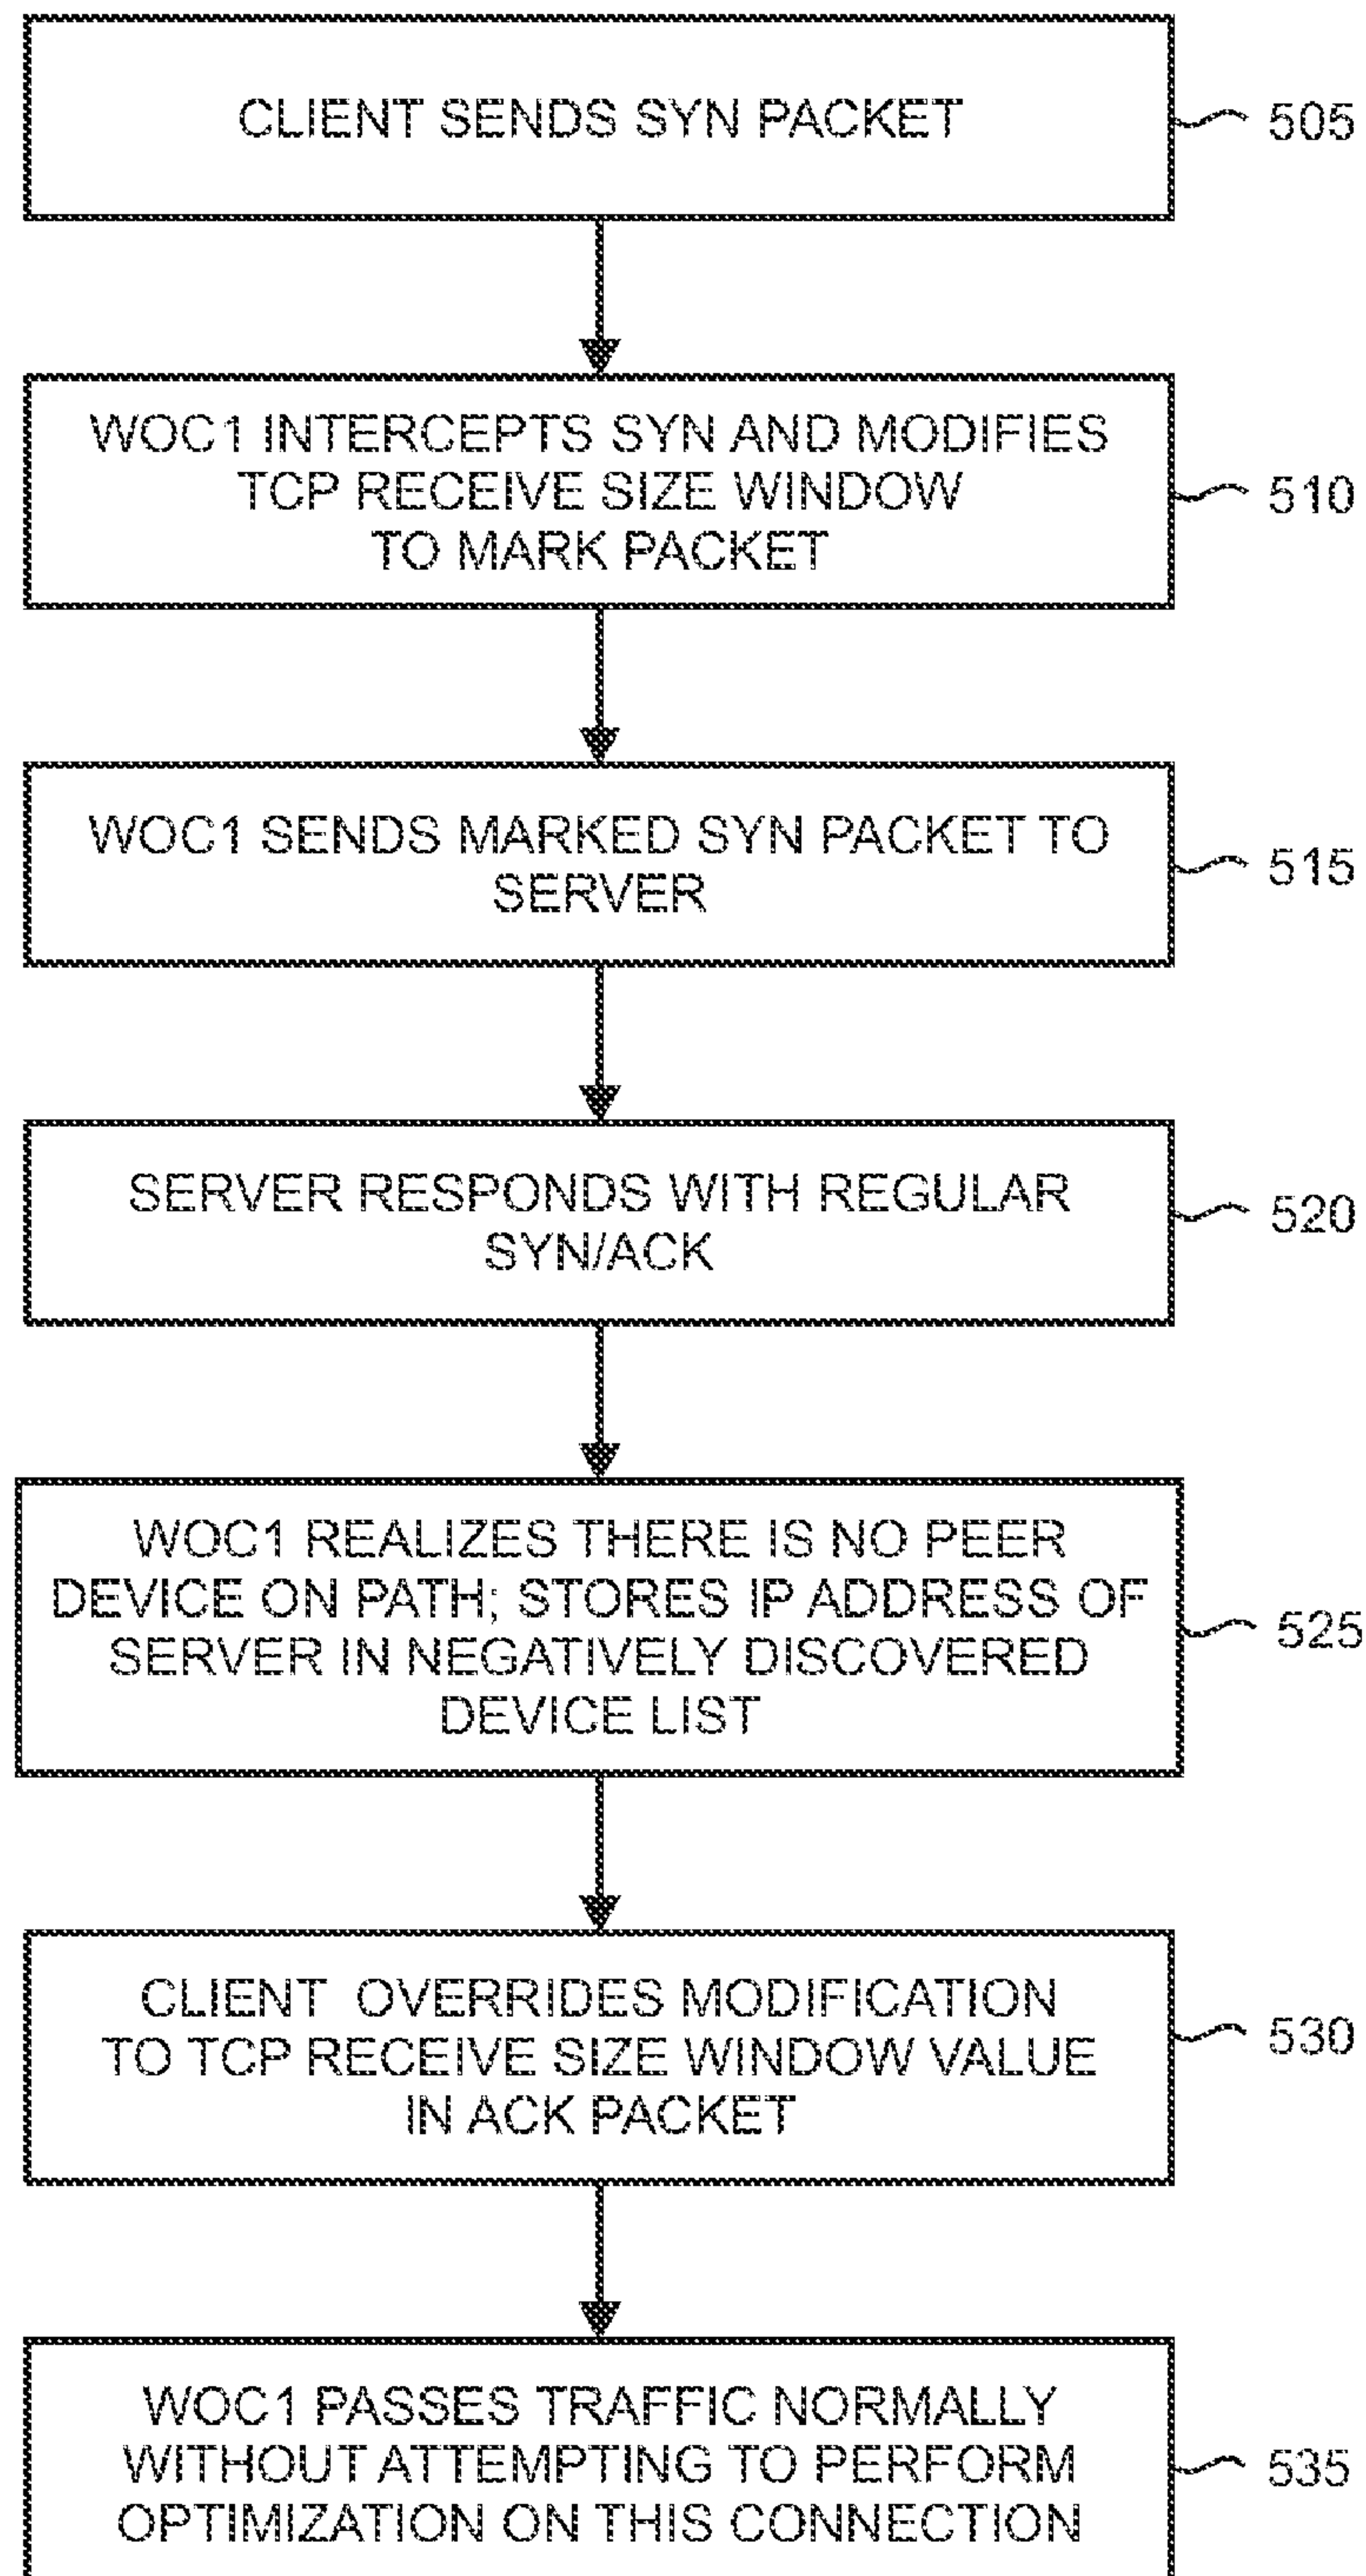 CLIENT SENDS SYN PACKET
505
WOC1 INTERCEPTS SYN AND MODIFIES
TCP RECEIVE SIZE WINDOW
TO MARK PACKET
510
WOC1 SENDS MARKED SYN PACKET TO
SERVER
515
SERVER RESPONDS WITH REGULAR
SYN/ACK
520
WOC1 REALIZES THERE IS NO PEER
DEVICE ON PATH; STORES IP ADDRESS OF
SERVER IN NEGATIVELY DISCOVERED
DEVICE LIST
525
CLIENT OVERRIDES MODIFICATION
TO TCP RECEIVE SIZE WINDOW VALUE
IN ACK PACKET
530
WOC1 PASSES TRAFFIC NORMALLY
WITHOUT ATTEMPTING TO PERFORM
OPTIMIZATION ON THIS CONNECTION
535